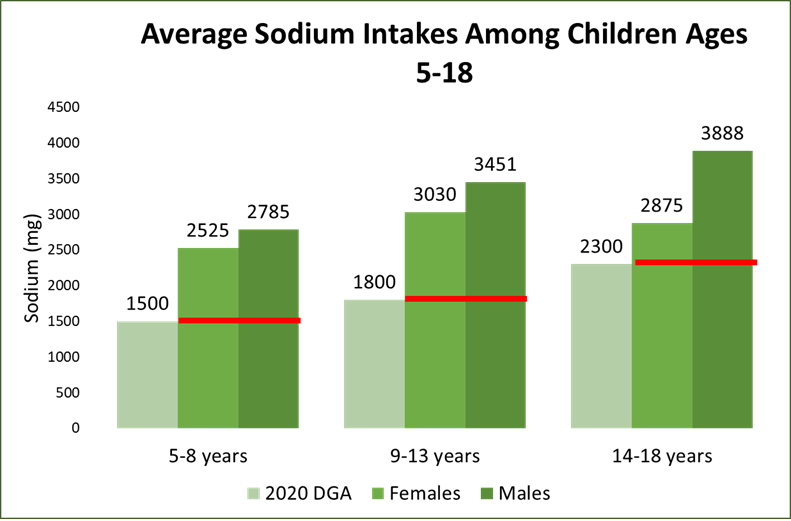 Average Sodium Intakes Among Children Ages
5-18
Sodium (mg)
4500
4000
3500
3000
2500
2000
1500
1000
500
0
1500
2525
2785
1800
3030
3451
2300
2875
3888
5-8 years
9-13 years
14-18 years
2020 DGA
Females
Males